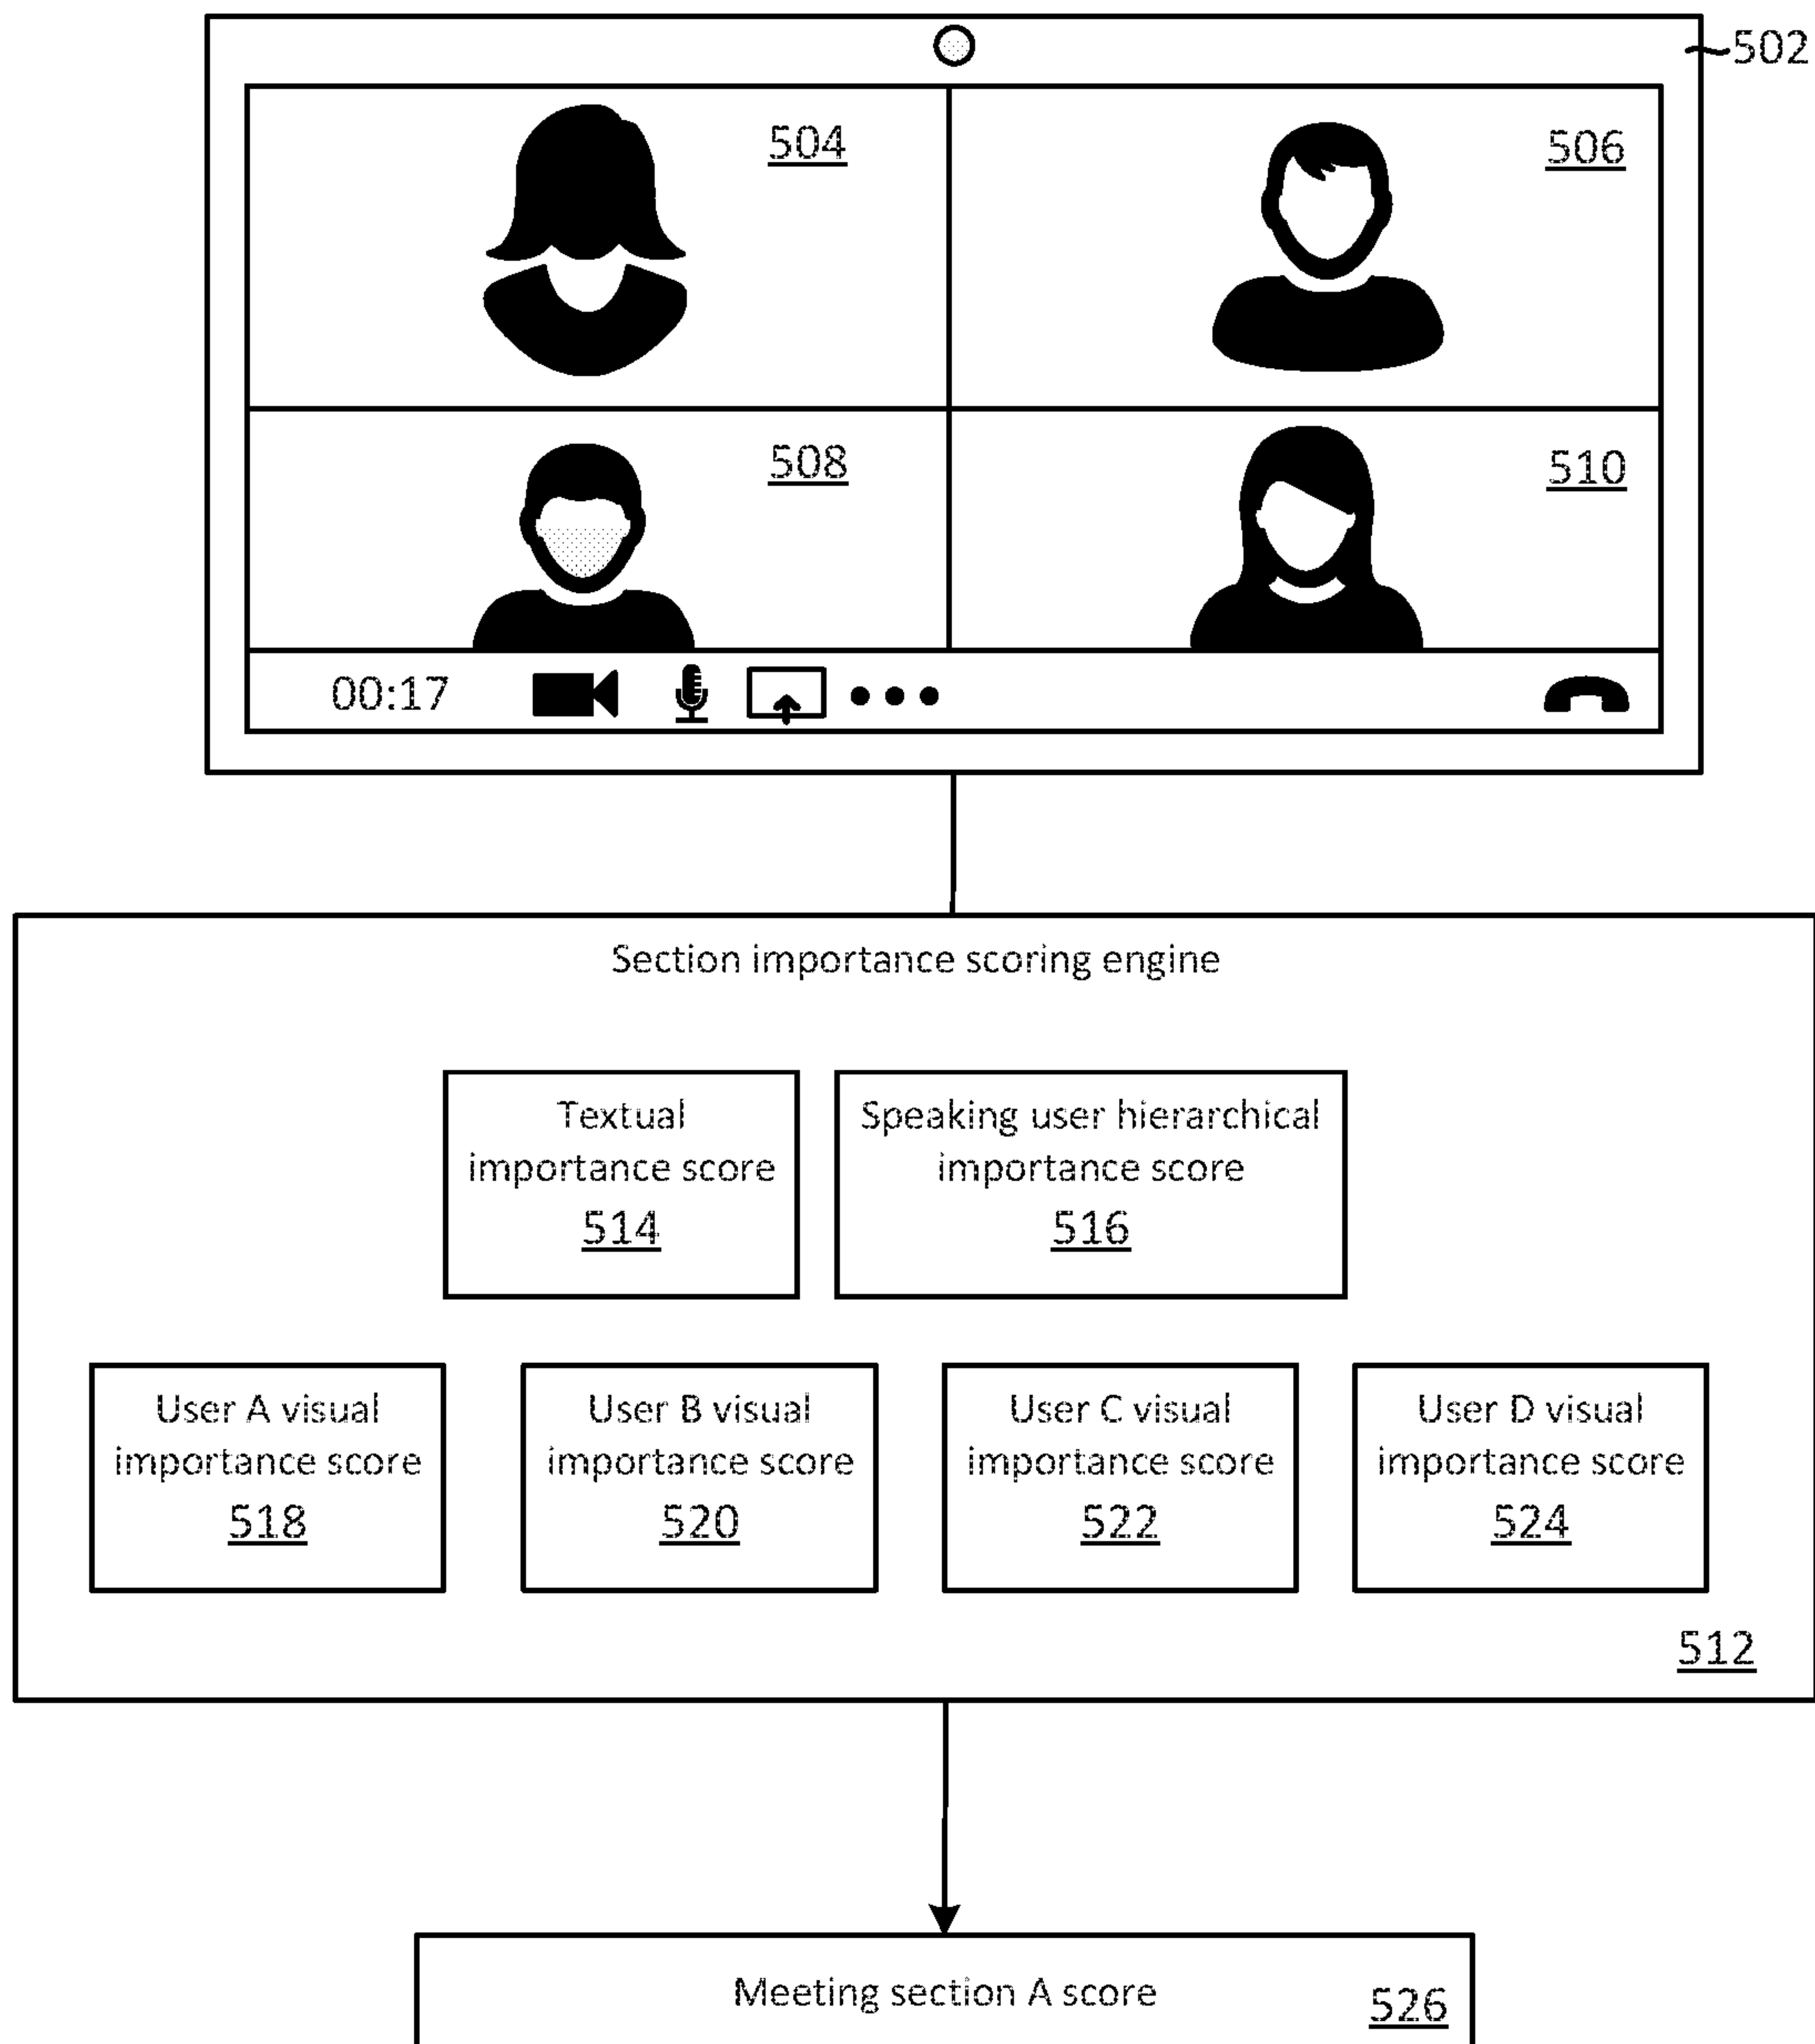 502
504
506
508
510
00:17
Section importance scoring engine
Textual
importance score
514
Speaking user hierarchical
importance score
516
User A visual
importance score
518
User B visual
importance score
520
User C visual
importance score
522
User D visual
importance score
524
512
Meeting section A score
526